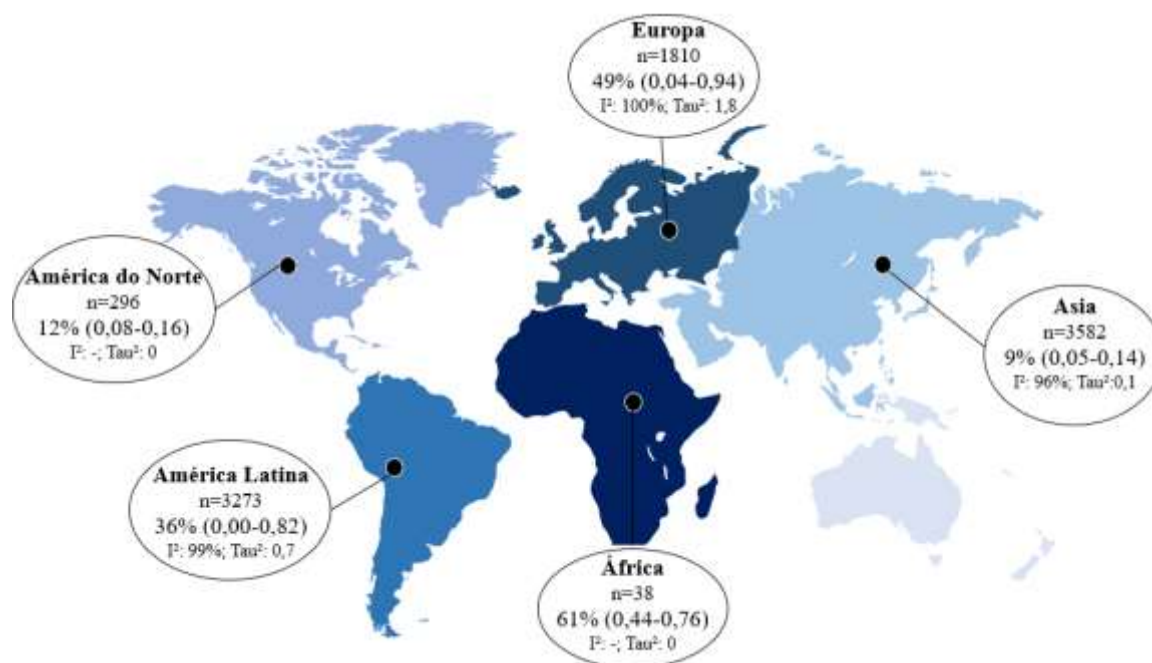 Europa
n=1810
49% (0,04-0,94)
I²: 100%; Tau²: 1,8
América do Norte
n=296
12% (0,08-0,16)
I²: -; Tau²: 0
Asia
n=3582
9% (0,05-0,14)
I²: 96%; Tau²:0,1
América Latina
n=3273
36% (0,00-0,82)
I²: 99%; Tau²: 0,7
África
n=38
61% (0,44-0,76)
I²: -; Tau²: 0